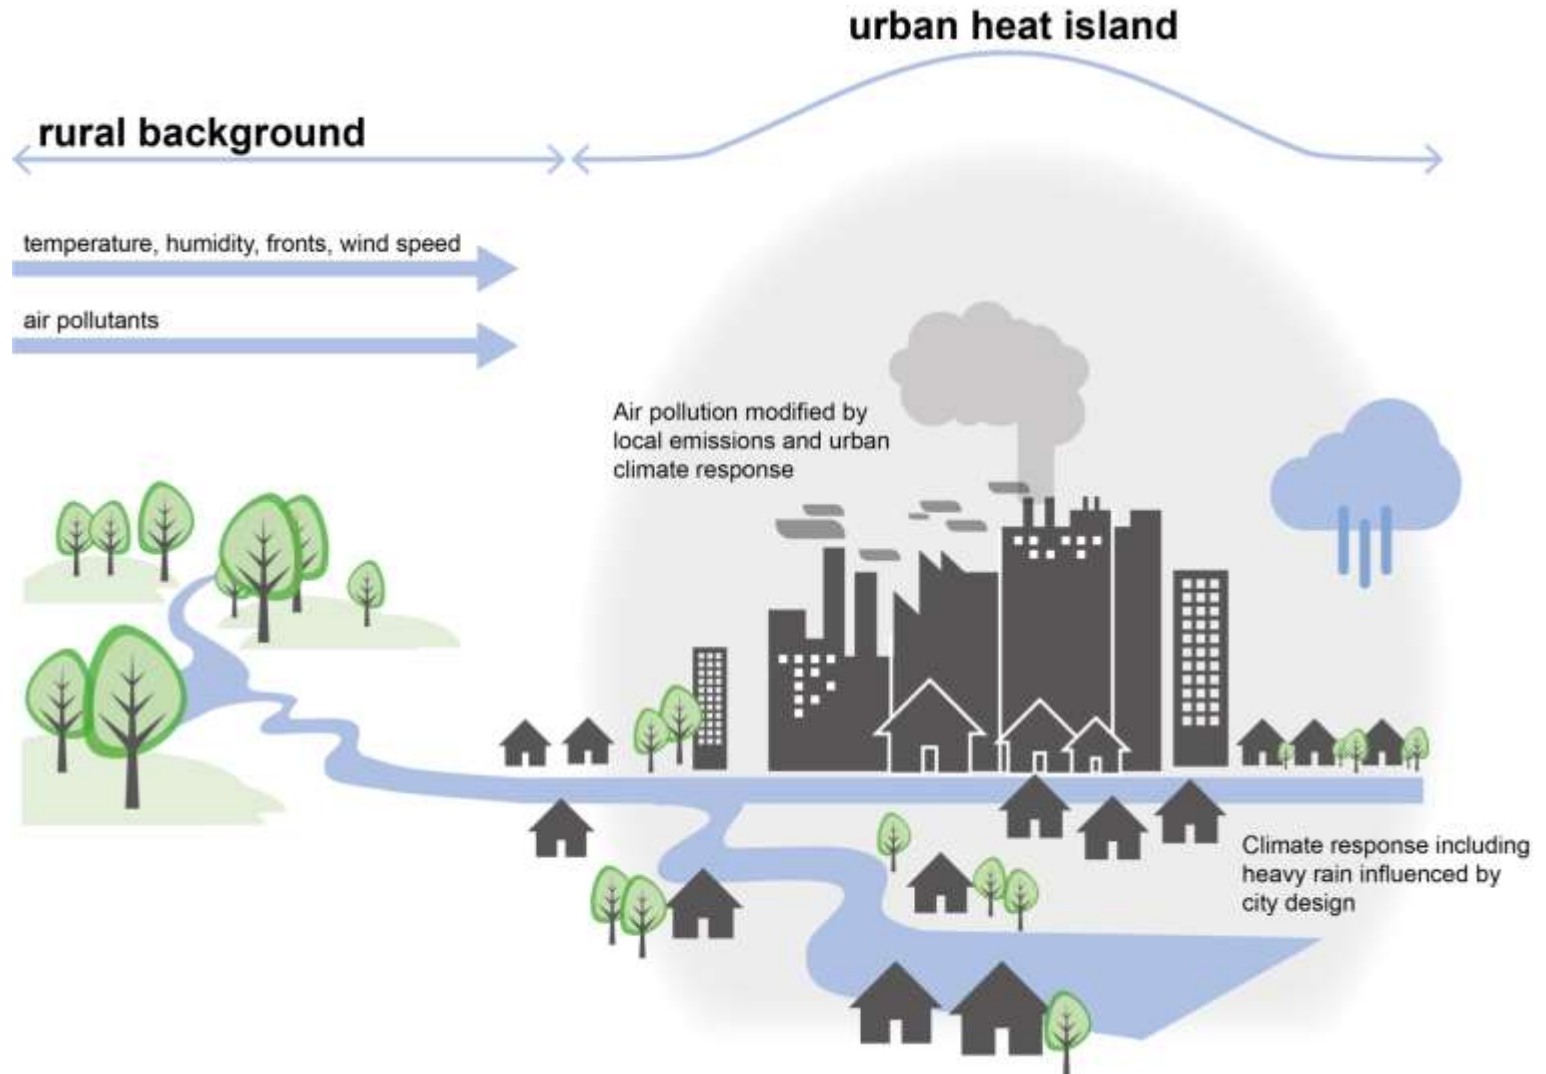 urban heat island
rural background
temperature, humidity, fronts, wind speed
air pollutants
Air pollution modified by
local emissions and urban
climate response
Climate response including
heavy rain influenced by
city design